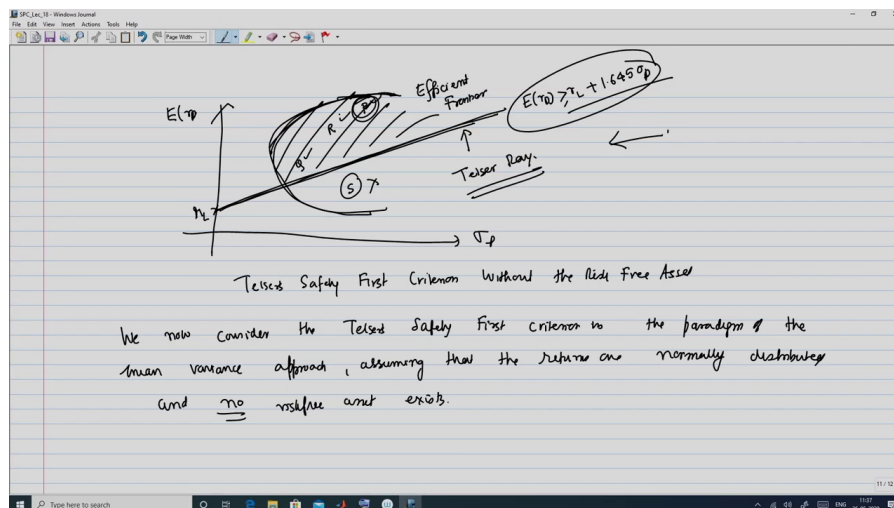 SPC_Lec_18 - Windows Journal
File Edit View Insert Actions Tools Help
Page Width
E(r
Efficient
Frontier
E(rp) ≥ rL + 1.645σp
P
R
Q
S
Telser Ray.
rL
σp
Telser's Safety First Criterion Without the Risk Free Asset
We now consider the Telser's Safety First criterion in the paradigm of the
mean variance approach, assuming that the returns are normally distributed
and no riskfree asset exists.
11 / 12
Type here to search
ENG
11:37